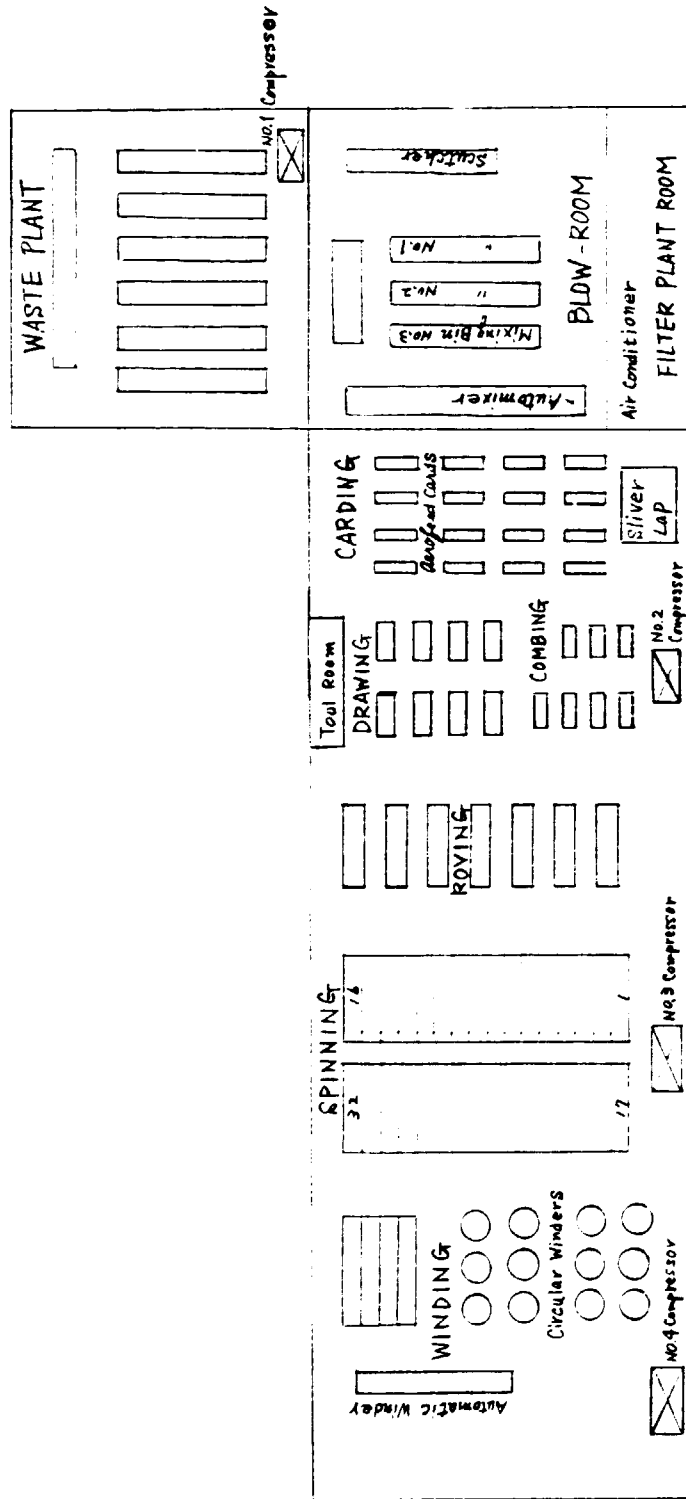 WASTE PLANT
NO.1 Compressor
Scutcher
" No.1
" No.2
Mixing Bin No.3
Automixer
BLOW-ROOM
Air Conditioner
FILTER PLANT ROOM
CARDING
Aerofeed Cards
Sliver
Lap
Tool Room
DRAWING
COMBING
No.2
Compressor
ROVING
SPINNING
16
1
32
17
NO.3 Compressor
WINDING
Circular Winders
Automatic Winder
NO.4 Compressor